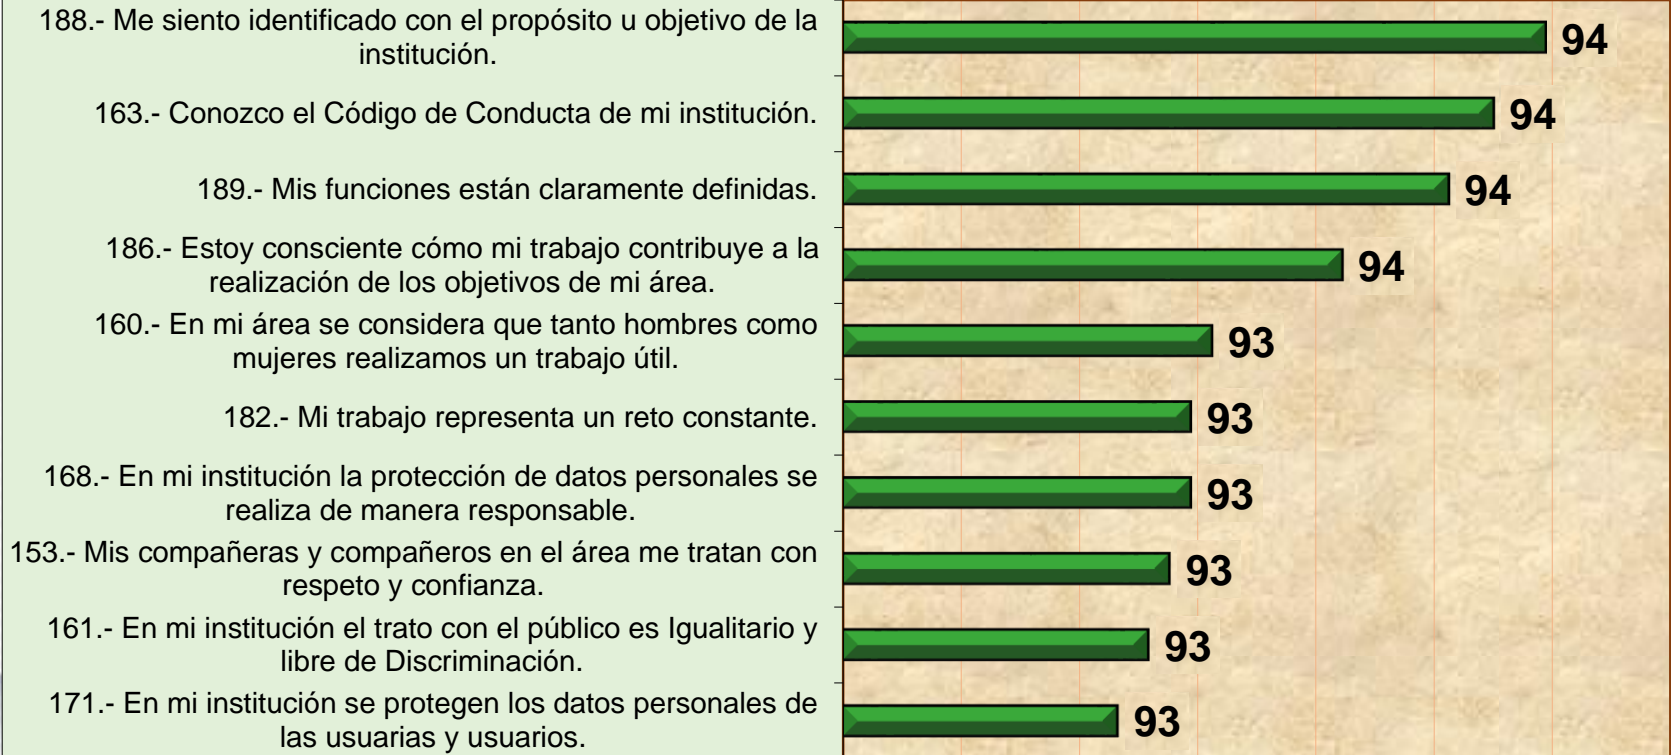 188.- Me siento identificado con el propósito u objetivo de la
institución.
94
163.- Conozco el Código de Conducta de mi institución.
94
189.- Mis funciones están claramente definidas.
94
186.- Estoy consciente cómo mi trabajo contribuye a la
realización de los objetivos de mi área.
94
160.- En mi área se considera que tanto hombres como
mujeres realizamos un trabajo útil.
93
182.- Mi trabajo representa un reto constante.
93
168.- En mi institución la protección de datos personales se
realiza de manera responsable.
93
153.- Mis compañeras y compañeros en el área me tratan con
respeto y confianza.
93
161.- En mi institución el trato con el público es Igualitario y
libre de Discriminación.
93
171.- En mi institución se protegen los datos personales de
las usuarias y usuarios.
93